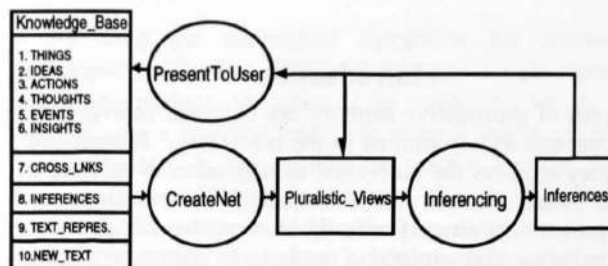 Knowledge_Base
1. THINGS
2. IDEAS
3. ACTIONS
4. THOUGHTS
5. EVENTS
6. INSIGHTS
7. CROSS_LNKS
8. INFERENCES
9. TEXT_REPRES.
10.NEW_TEXT
PresentToUser
CreateNet
Pluralistic_Views
Inferencing
Inferences